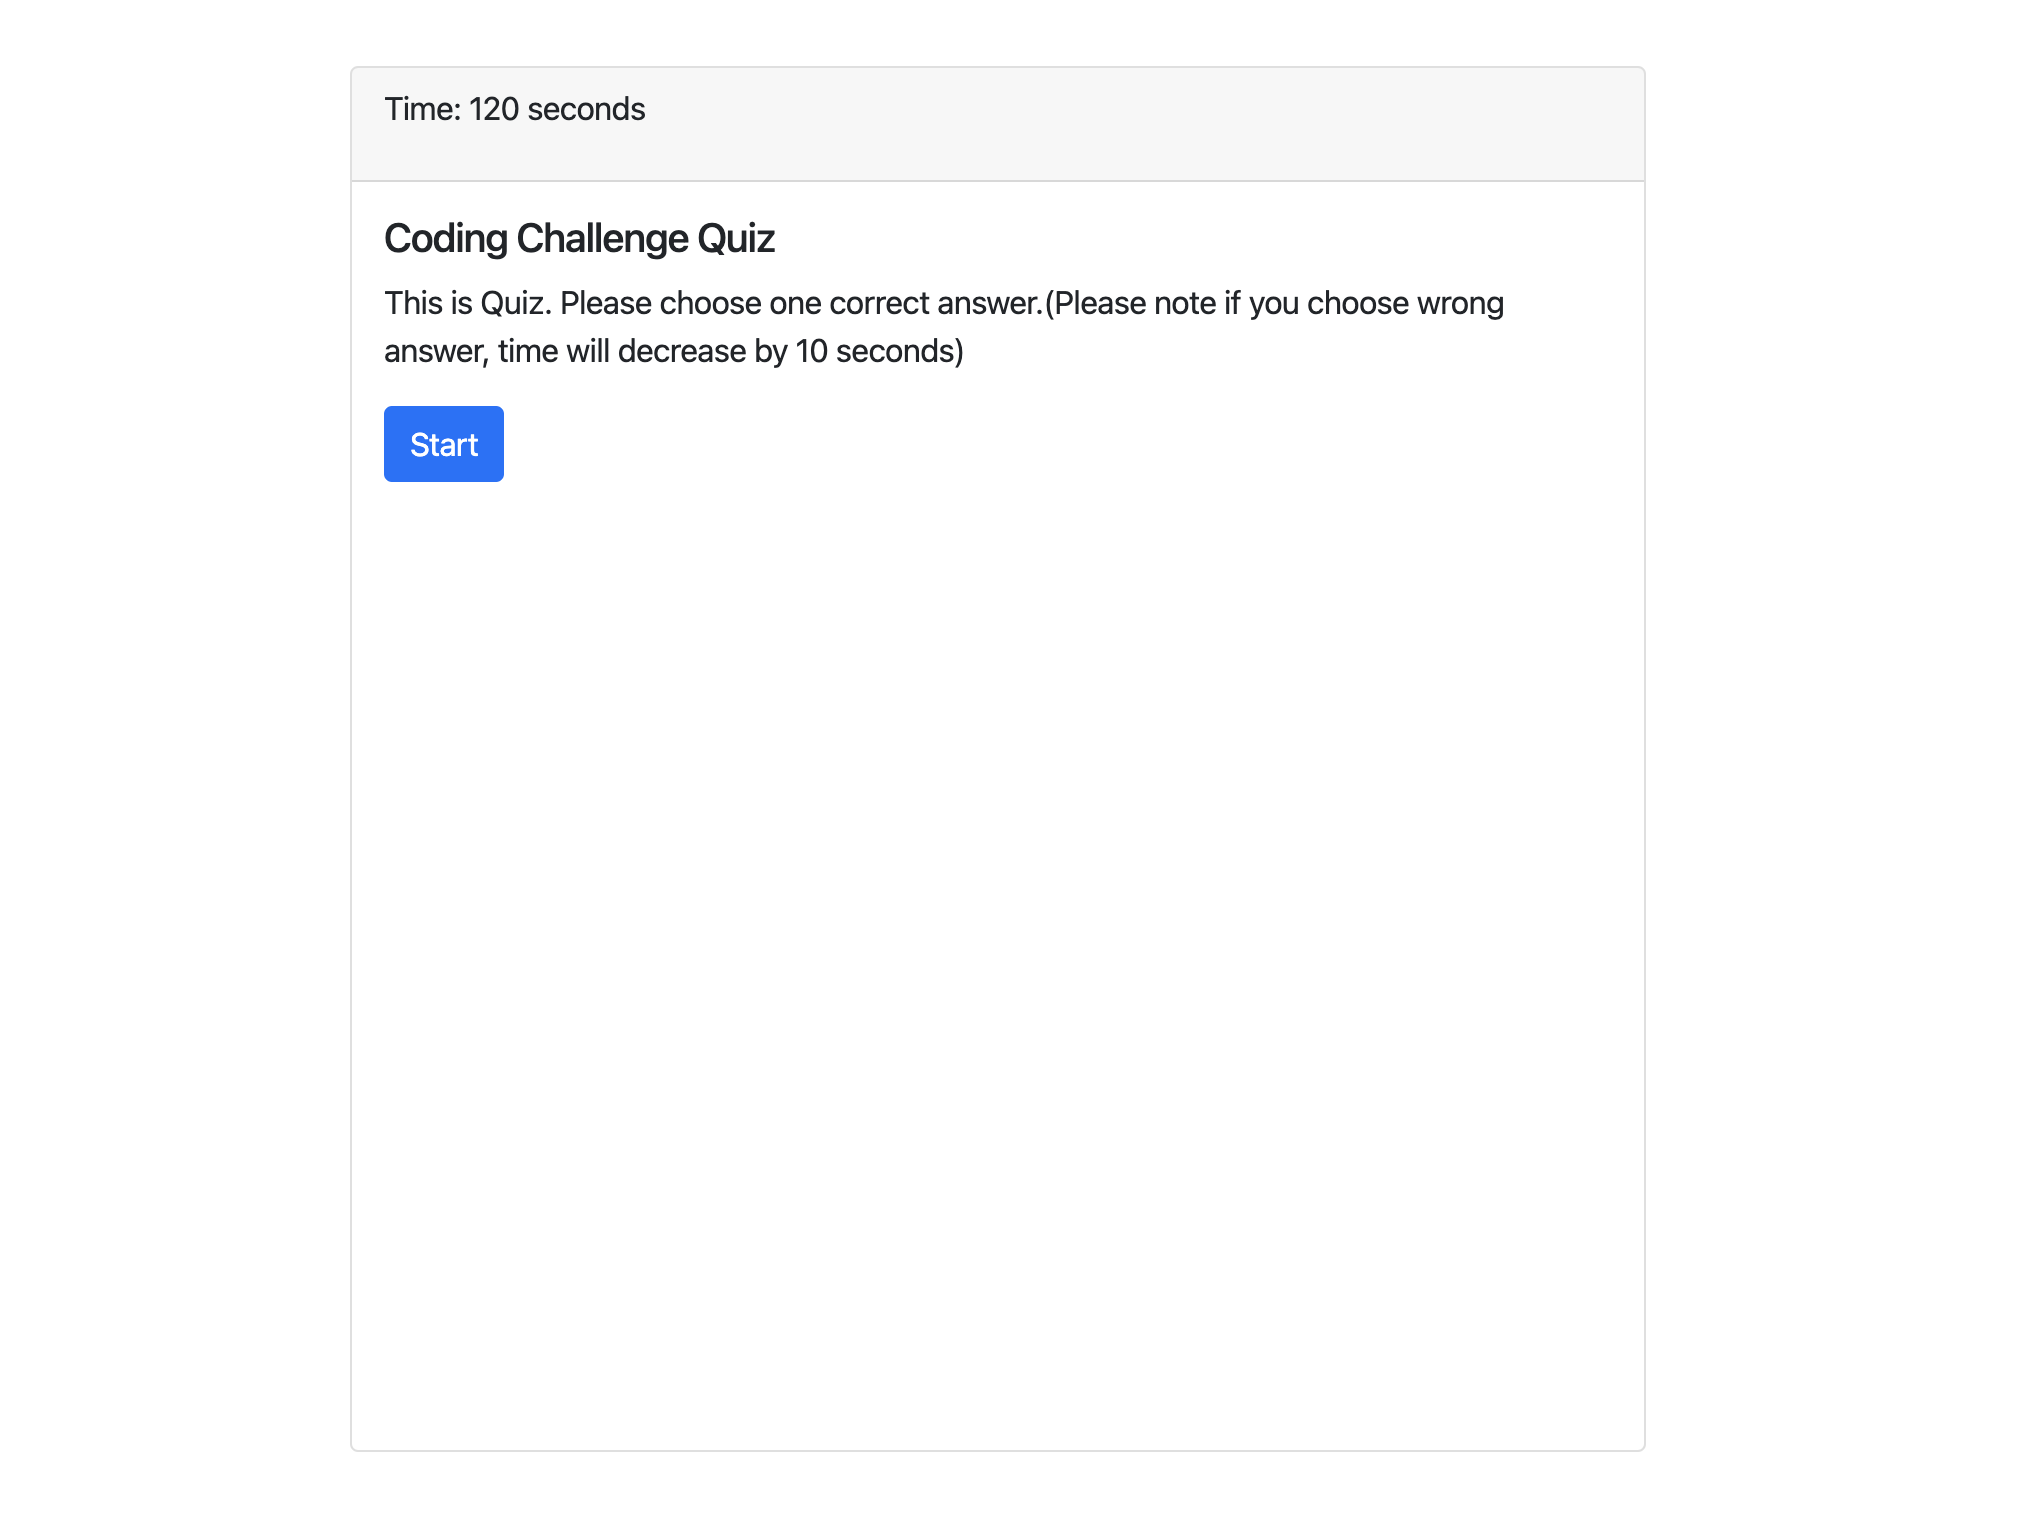 Time: 120 seconds
Coding Challenge Quiz
This is Quiz. Please choose one correct answer.(Please note if you choose wrong
answer, time will decrease by 10 seconds)
Start